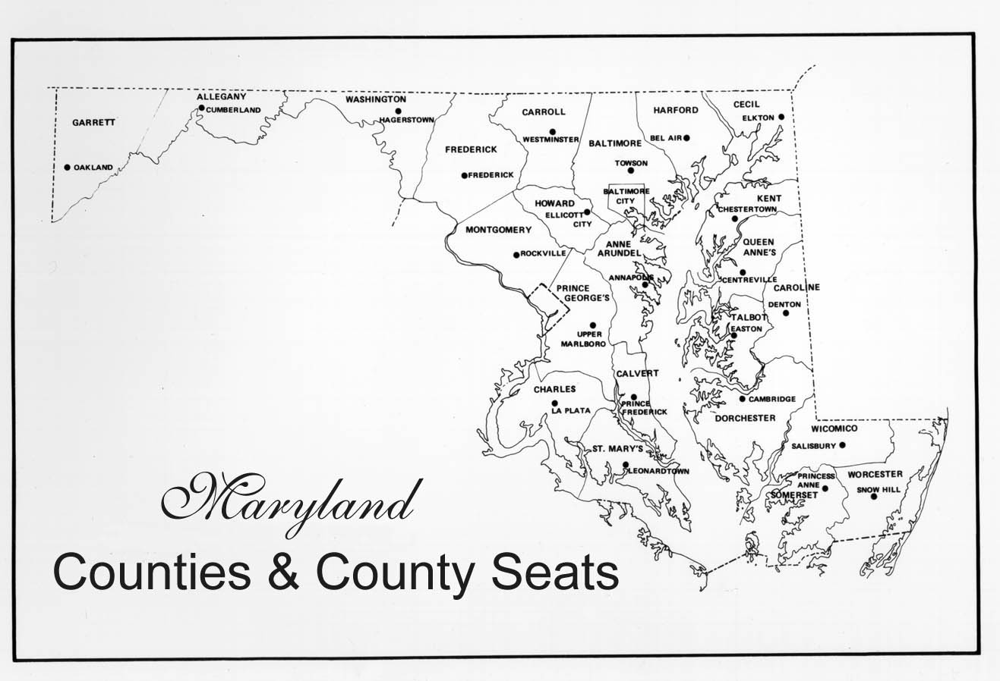 ALLEGANY
CUMBERLAND
GARRETT
OAKLAND
WASHINGTON
HAGERSTOWN
FREDERICK
FREDERICK
CARROLL
WESTMINSTER
BALTIMORE
TOWSON
BALTIMORE
CITY
HARFORD
BEL AIR
CECIL
ELKTON
KENT
CHESTERTOWN
HOWARD
ELLICOTT
CITY
MONTGOMERY
ROCKVILLE
ANNE
ARUNDEL
ANNAPOLIS
QUEEN
ANNE'S
CENTREVILLE
CAROLINE
DENTON
PRINCE
GEORGE'S
UPPER
MARLBORO
TALBOT
EASTON
CALVERT
PRINCE
FREDERICK
CHARLES
LA PLATA
CAMBRIDGE
DORCHESTER
ST. MARY'S
LEONARDTOWN
WICOMICO
SALISBURY
PRINCESS
ANNE
SOMERSET
WORCESTER
SNOW HILL
Maryland
Counties & County Seats